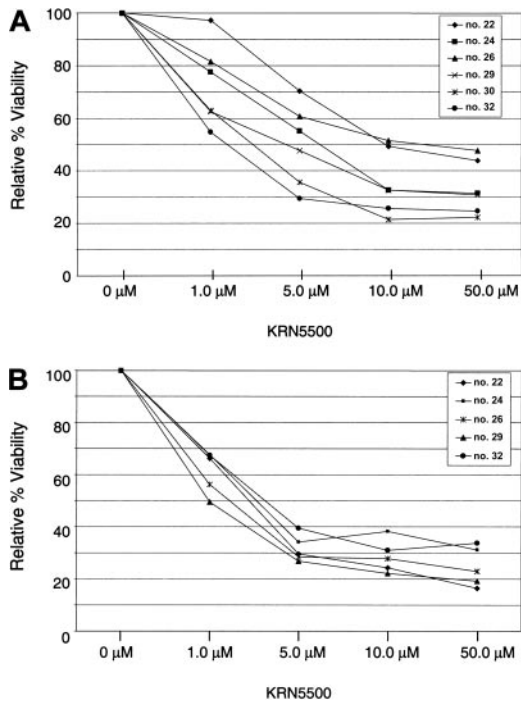 A
Relative % Viability
100
80
60
40
20
0
no. 22
no. 24
no. 26
no. 29
no. 30
no. 32
0 μM
1.0 μM
5.0 μM
10.0 μM
50.0 μM
KRN5500
B
Relative % Viability
100
80
60
40
20
0
no. 22
no. 24
no. 26
no. 29
no. 32
0 μM
1.0 μM
5.0 μM
10.0 μM
50.0 μM
KRN5500